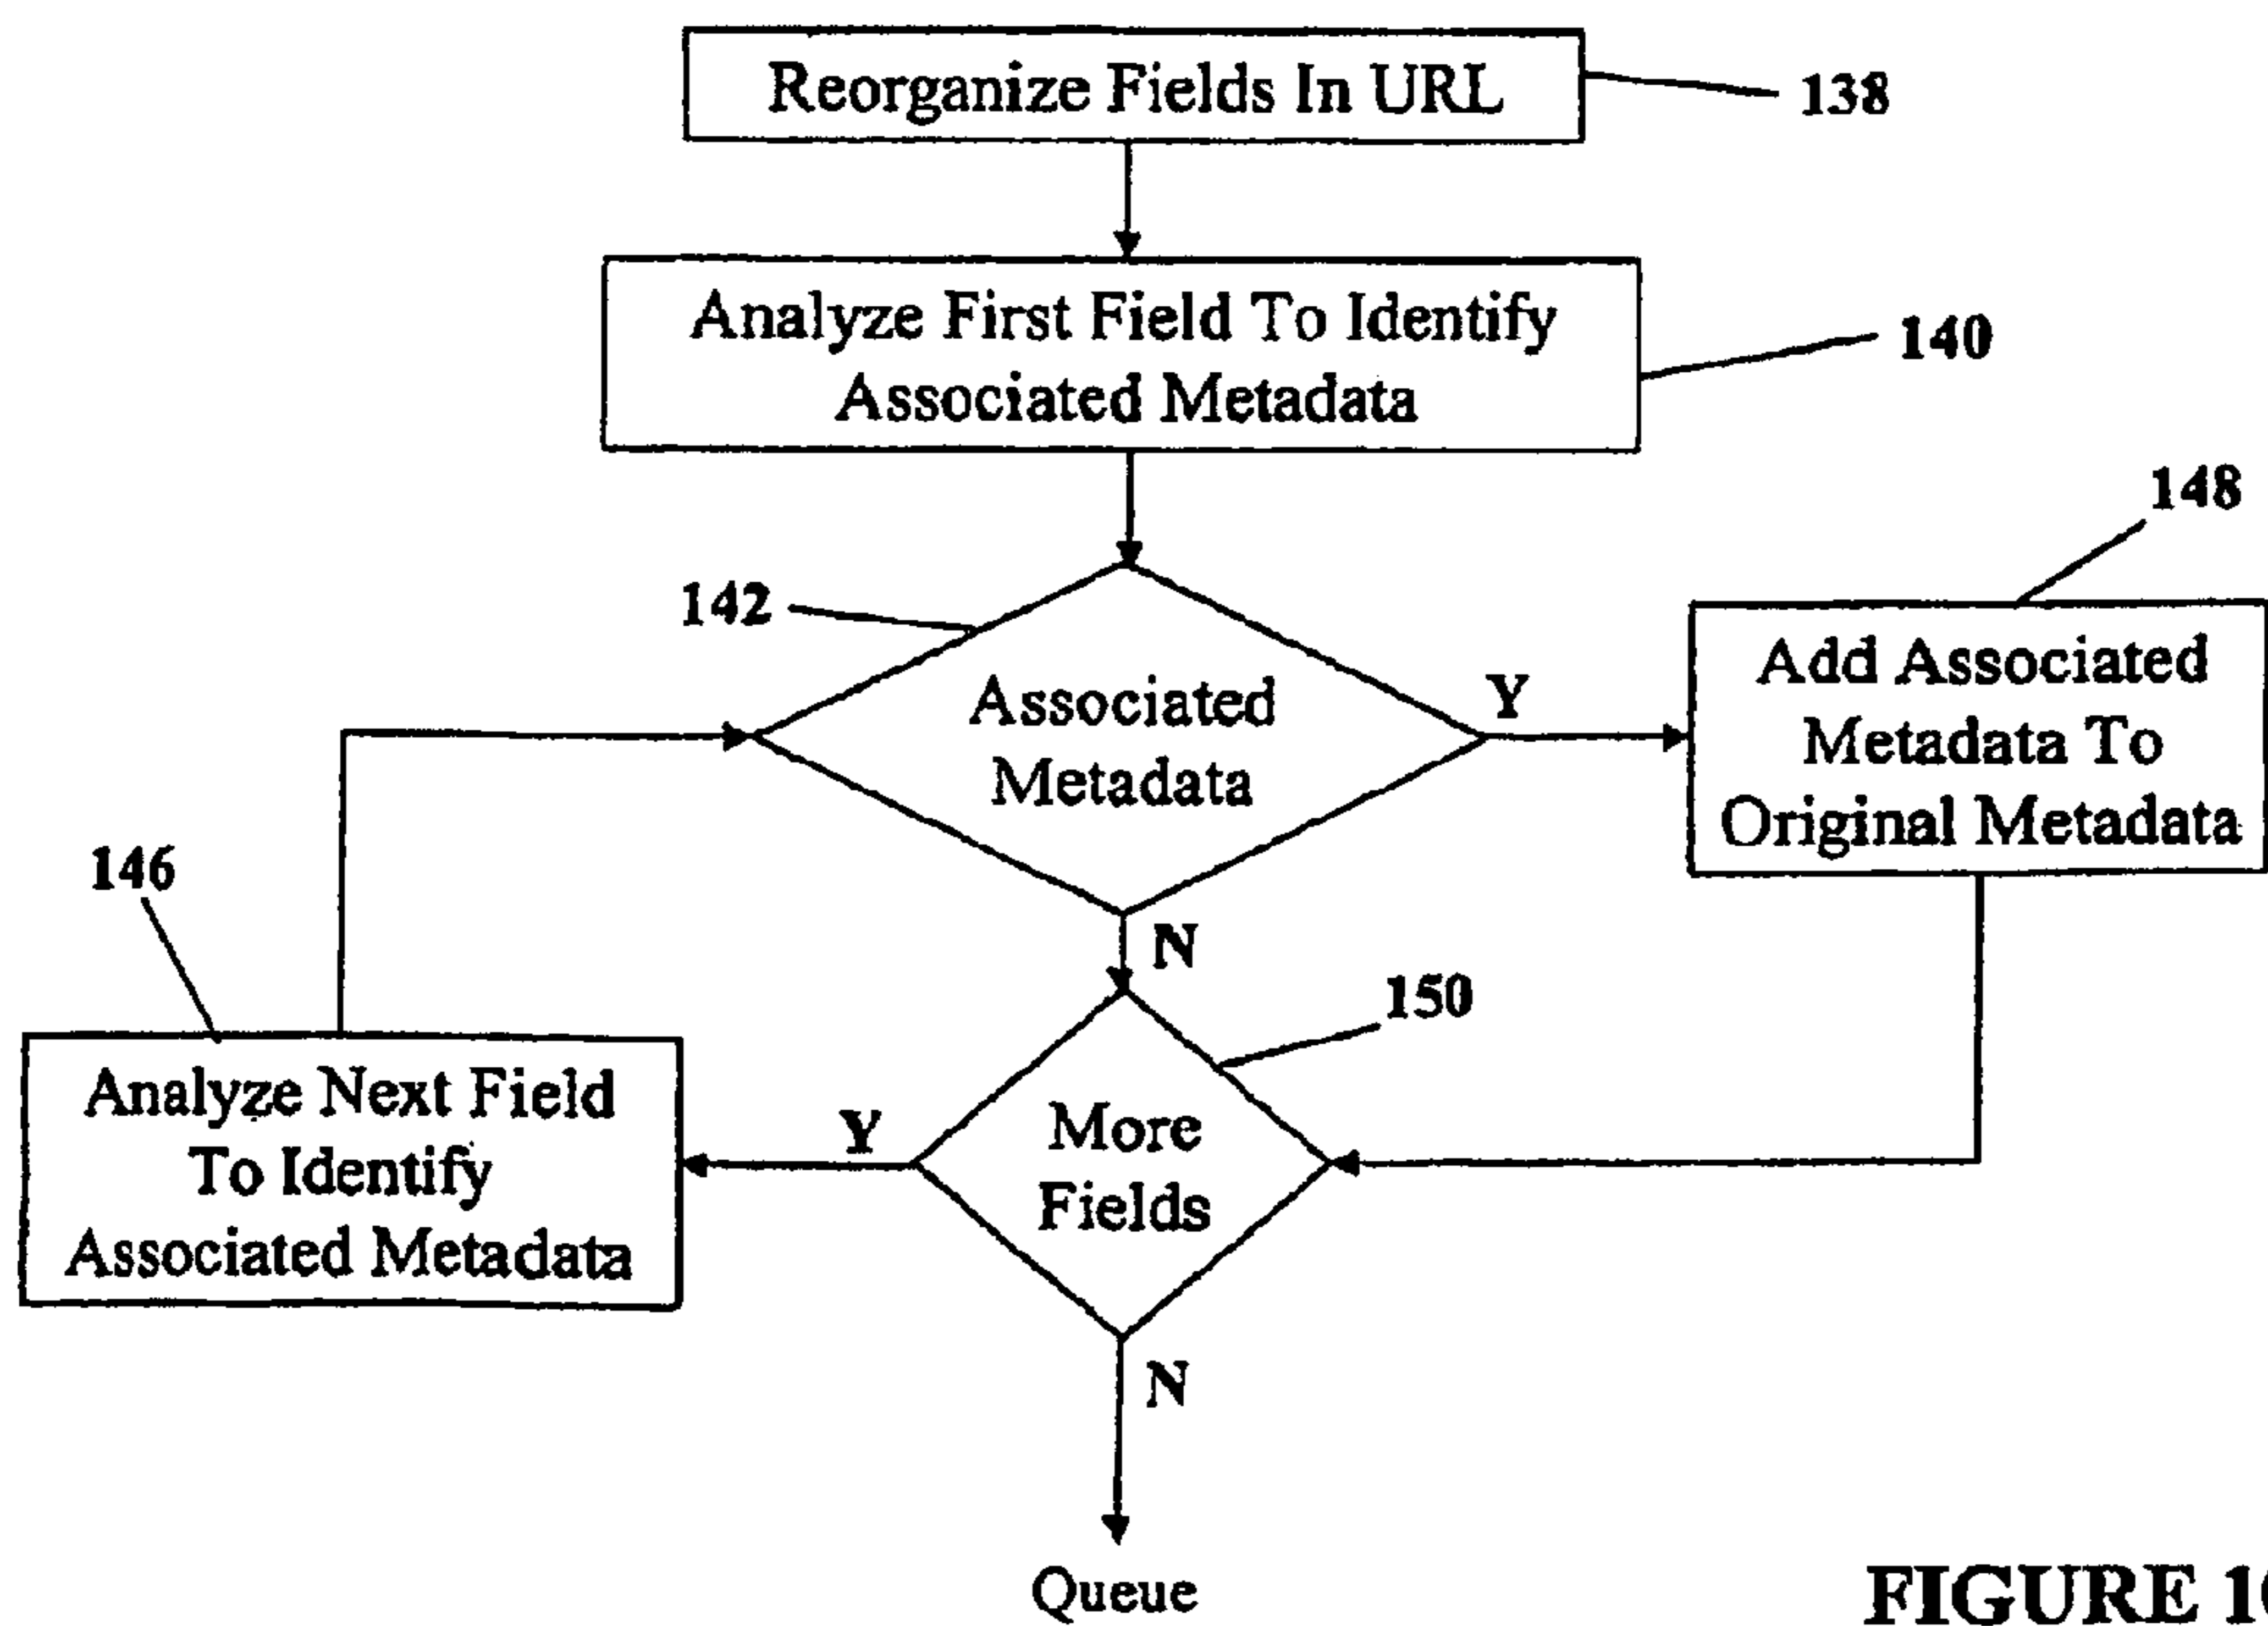 Reorganize Fields In URL
138
Analyze First Field To Identify
Associated Metadata
140
148
142
Associated
Metadata
Y
Add Associated
Metadata To
Original Metadata
146
N
150
Analyze Next Field
To Identify
Associated Metadata
Y
More
Fields
N
Queue
FIGURE